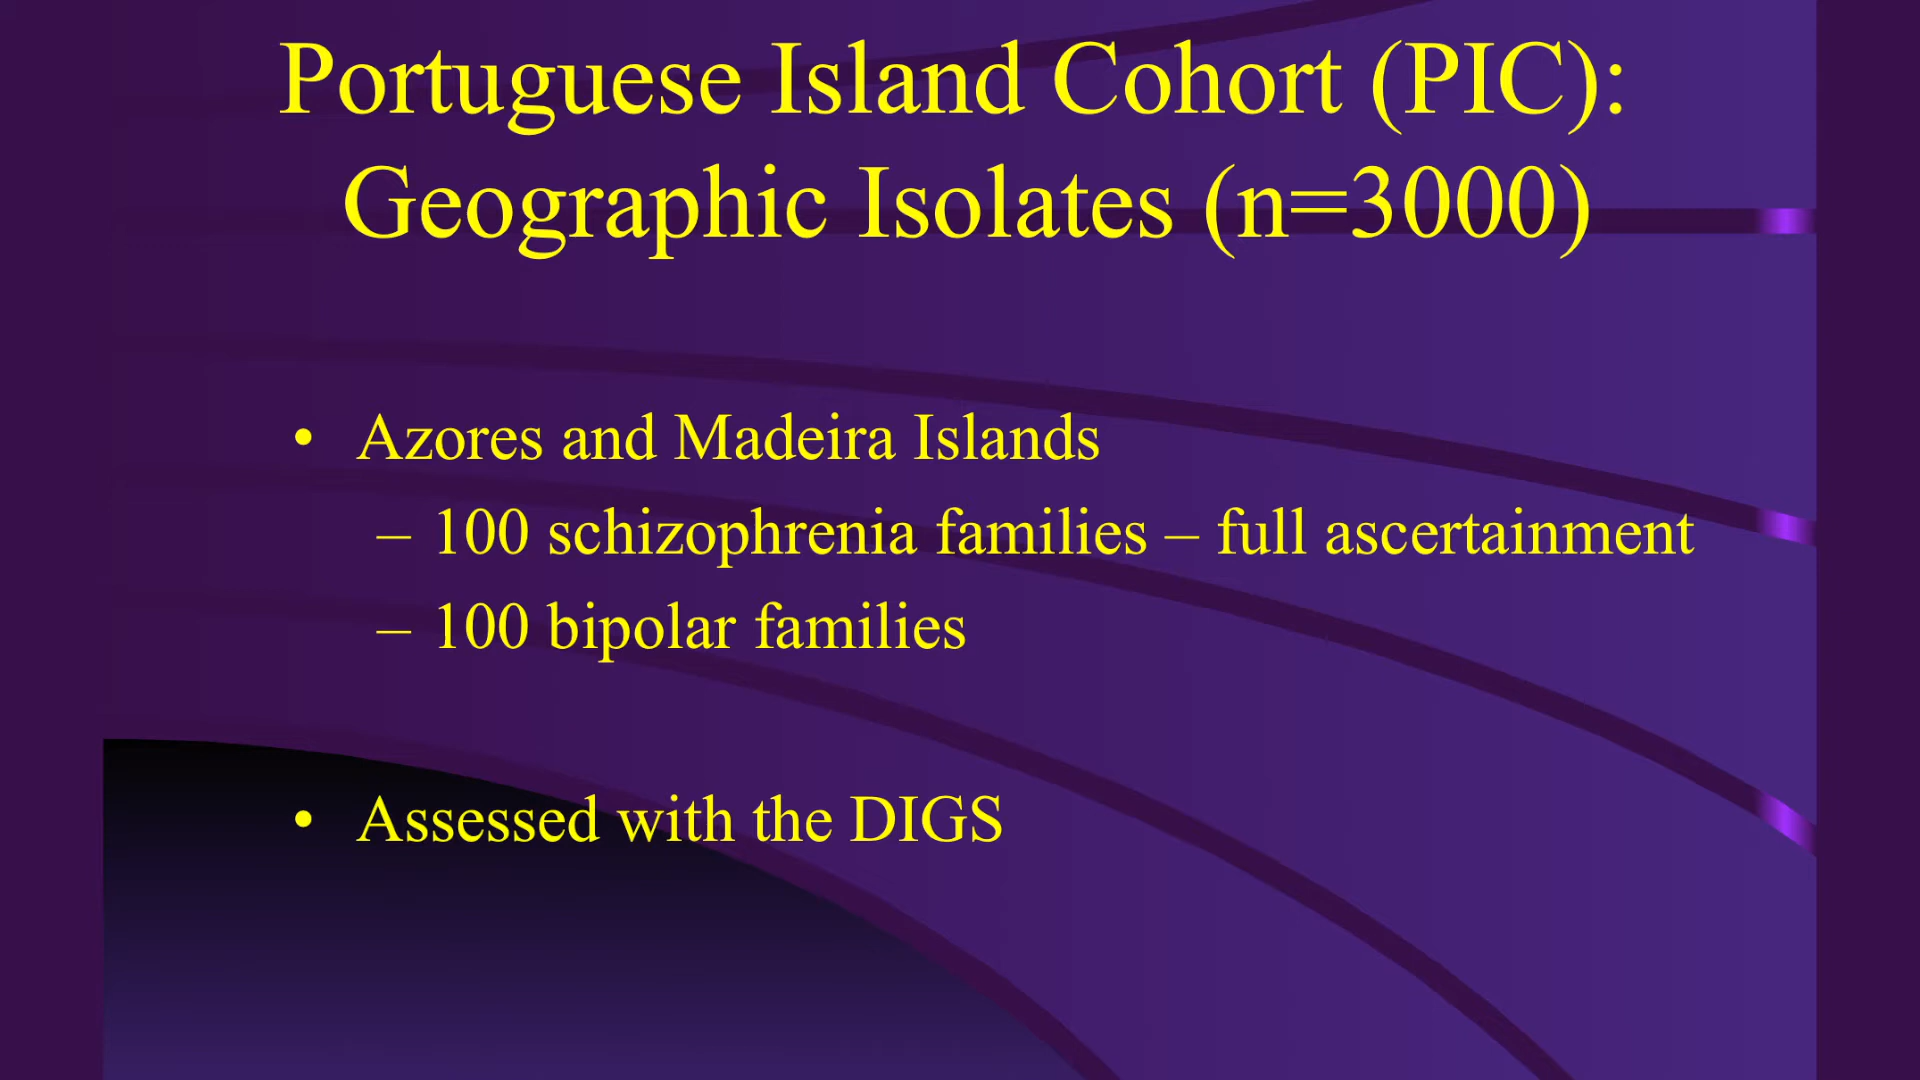 Portuguese Island Cohort (PIC):
Geographic Isolates (n=3000)
• Azores and Madeira Islands
– 100 schizophrenia families – full ascertainment
– 100 bipolar families
• Assessed with the DIGS